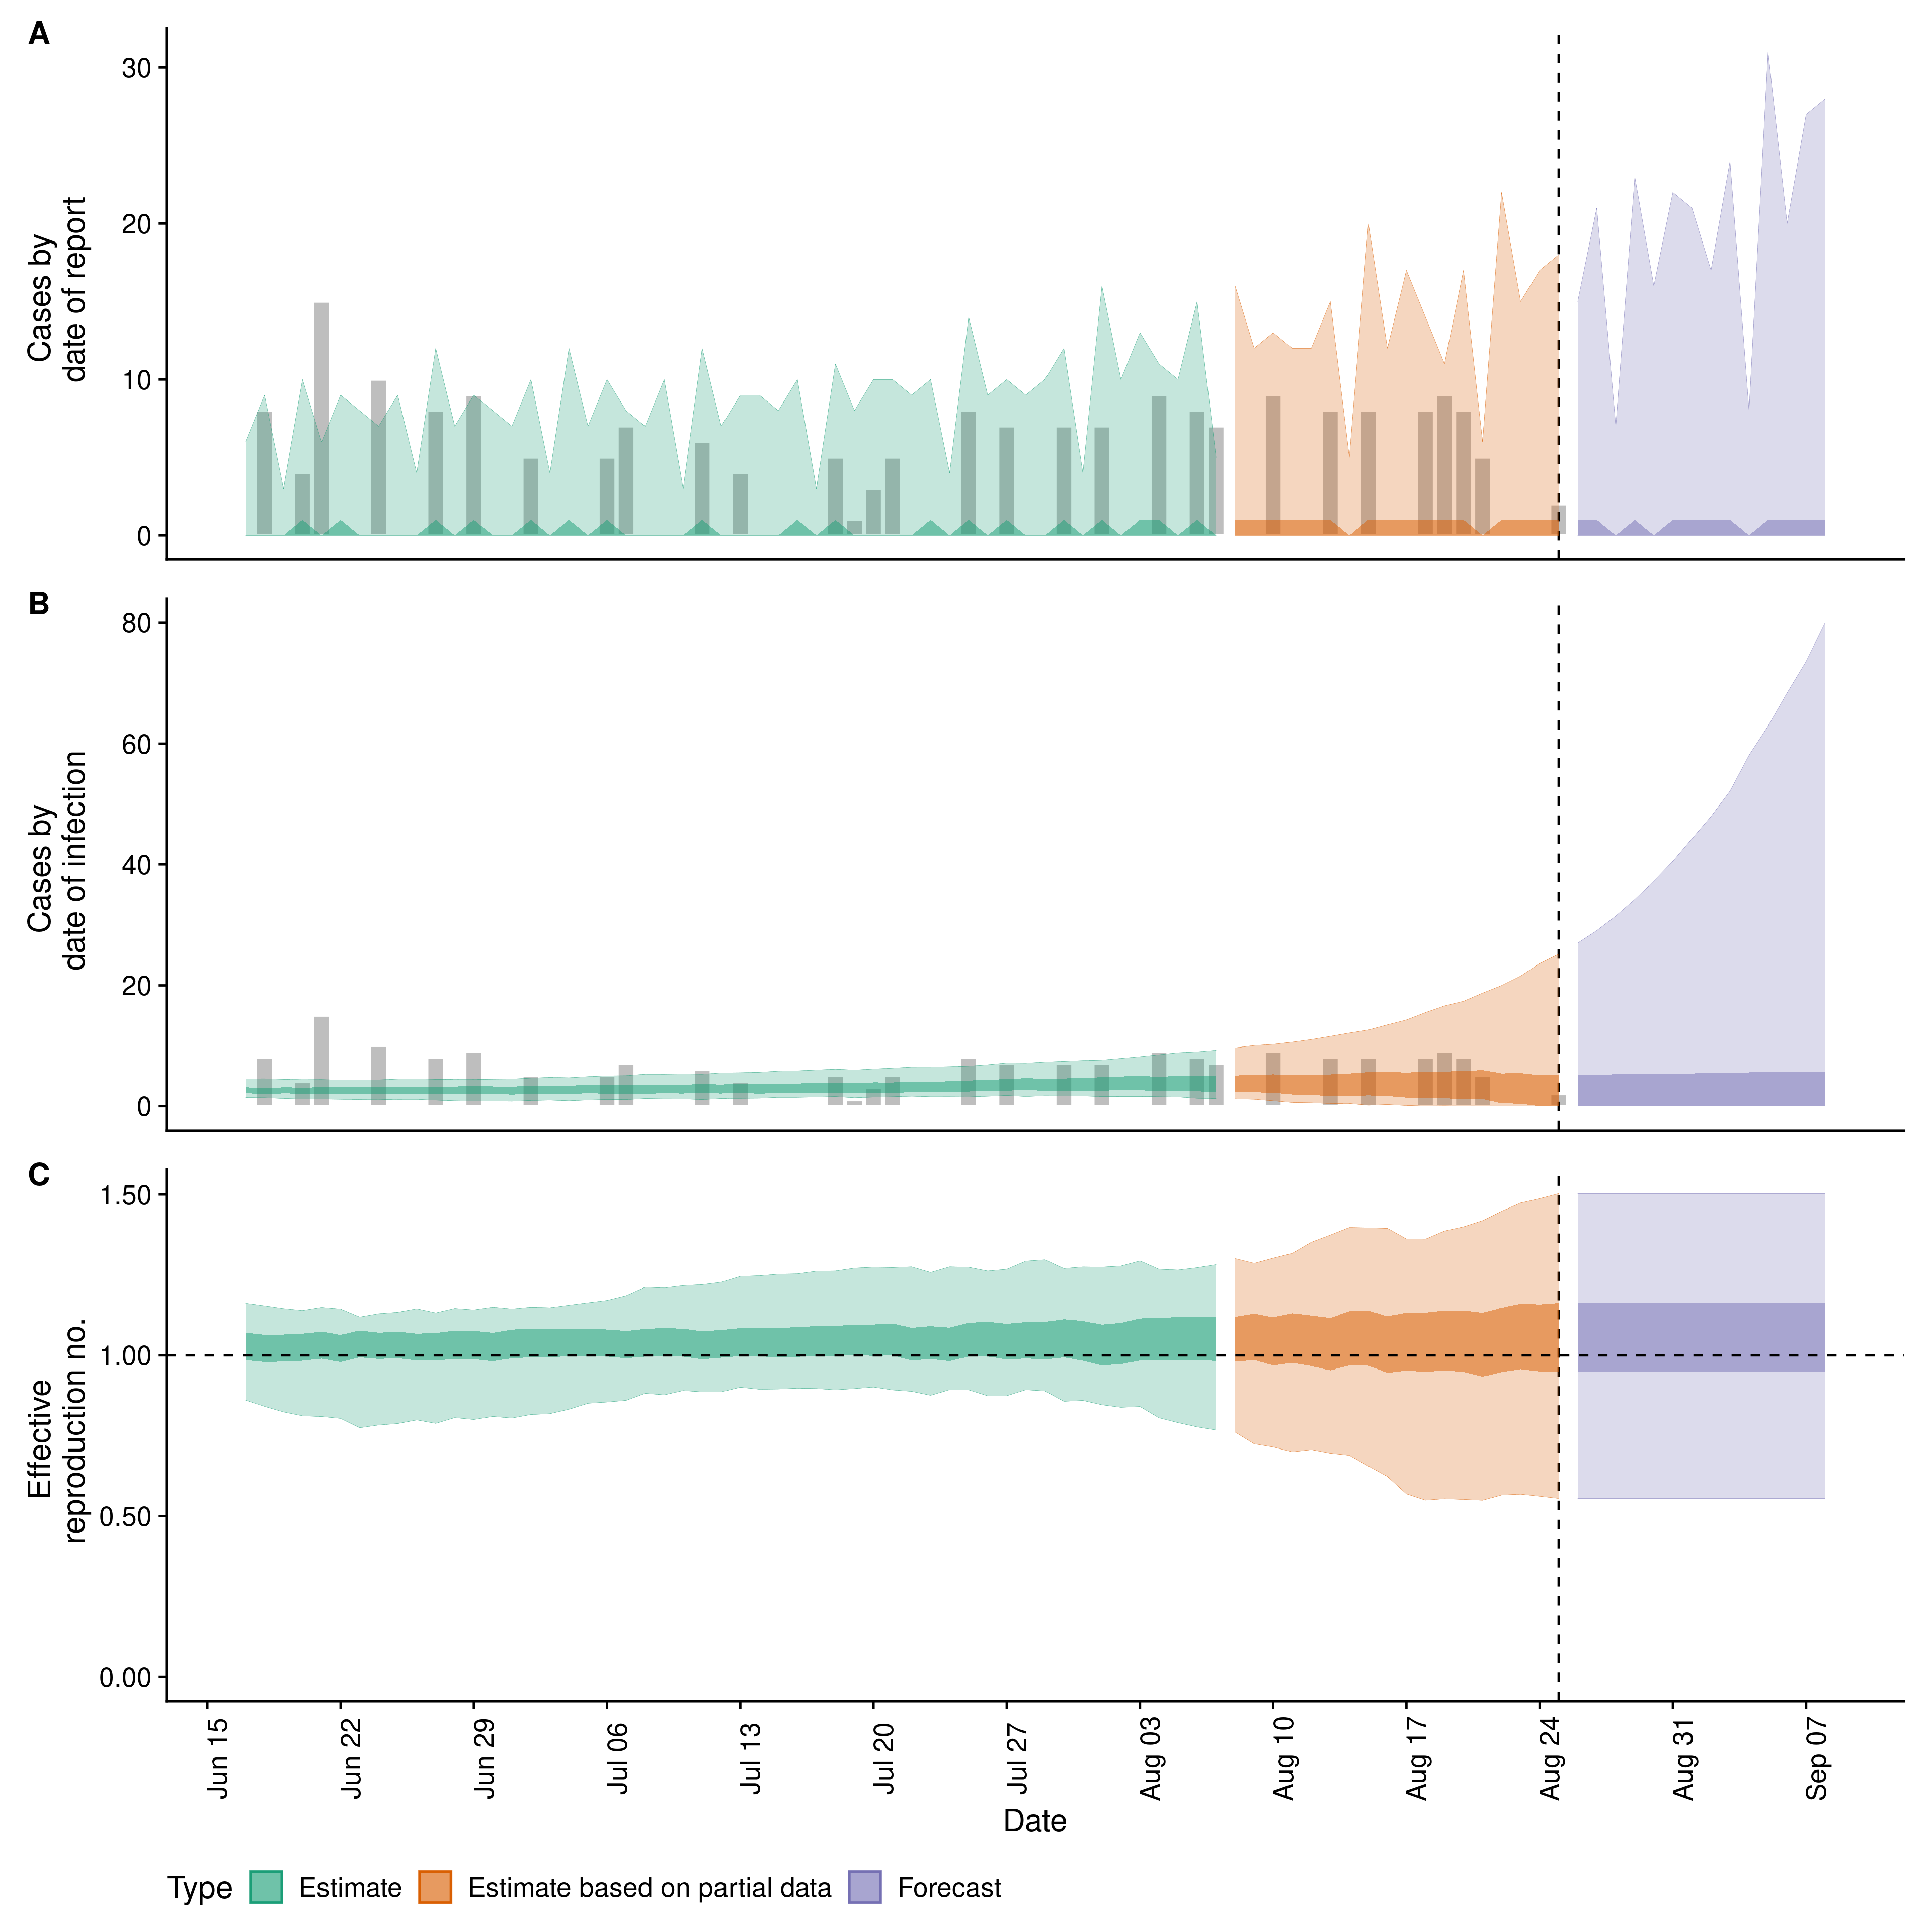 A
Cases by
date of report
30
20
10
0
B
Cases by
date of infection
80
60
40
20
0
C
Effective
reproduction no.
1.50
1.00
0.50
0.00
Jun 15
Jun 22
Jun 29
Jul 06
Jul 13
Jul 20
Jul 27
Aug 03
Aug 10
Aug 17
Aug 24
Aug 31
Sep 07
Date
Type Estimate Estimate based on partial data Forecast